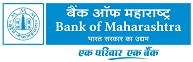 बैंक ऑफ महाराष्ट्र
Bank of Maharashtra
भारत सरकार का उद्यम
एक परिवार एक बैंक